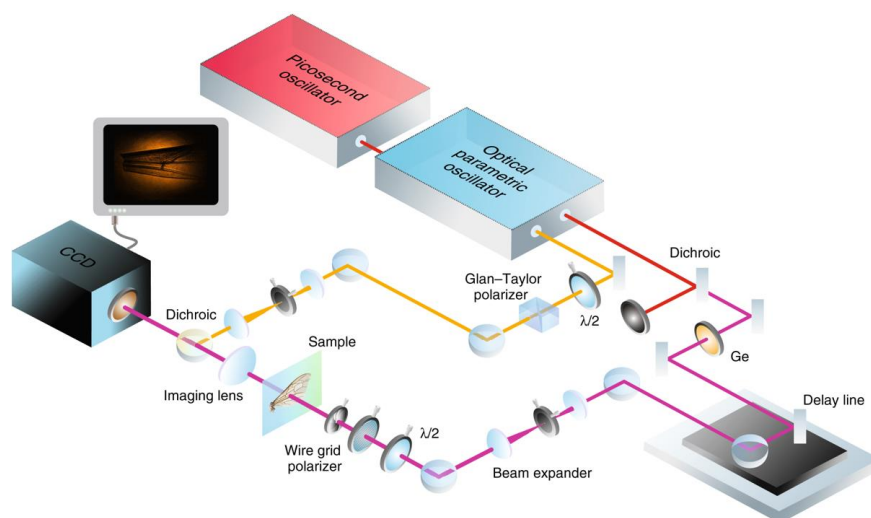 Picosecond
oscillator
Optical
parametric
oscillator
CCD
Dichroic
Glan–Taylor
polarizer
λ/2
Dichroic
Ge
Sample
Imaging lens
Delay line
λ/2
Wire grid
polarizer
Beam expander